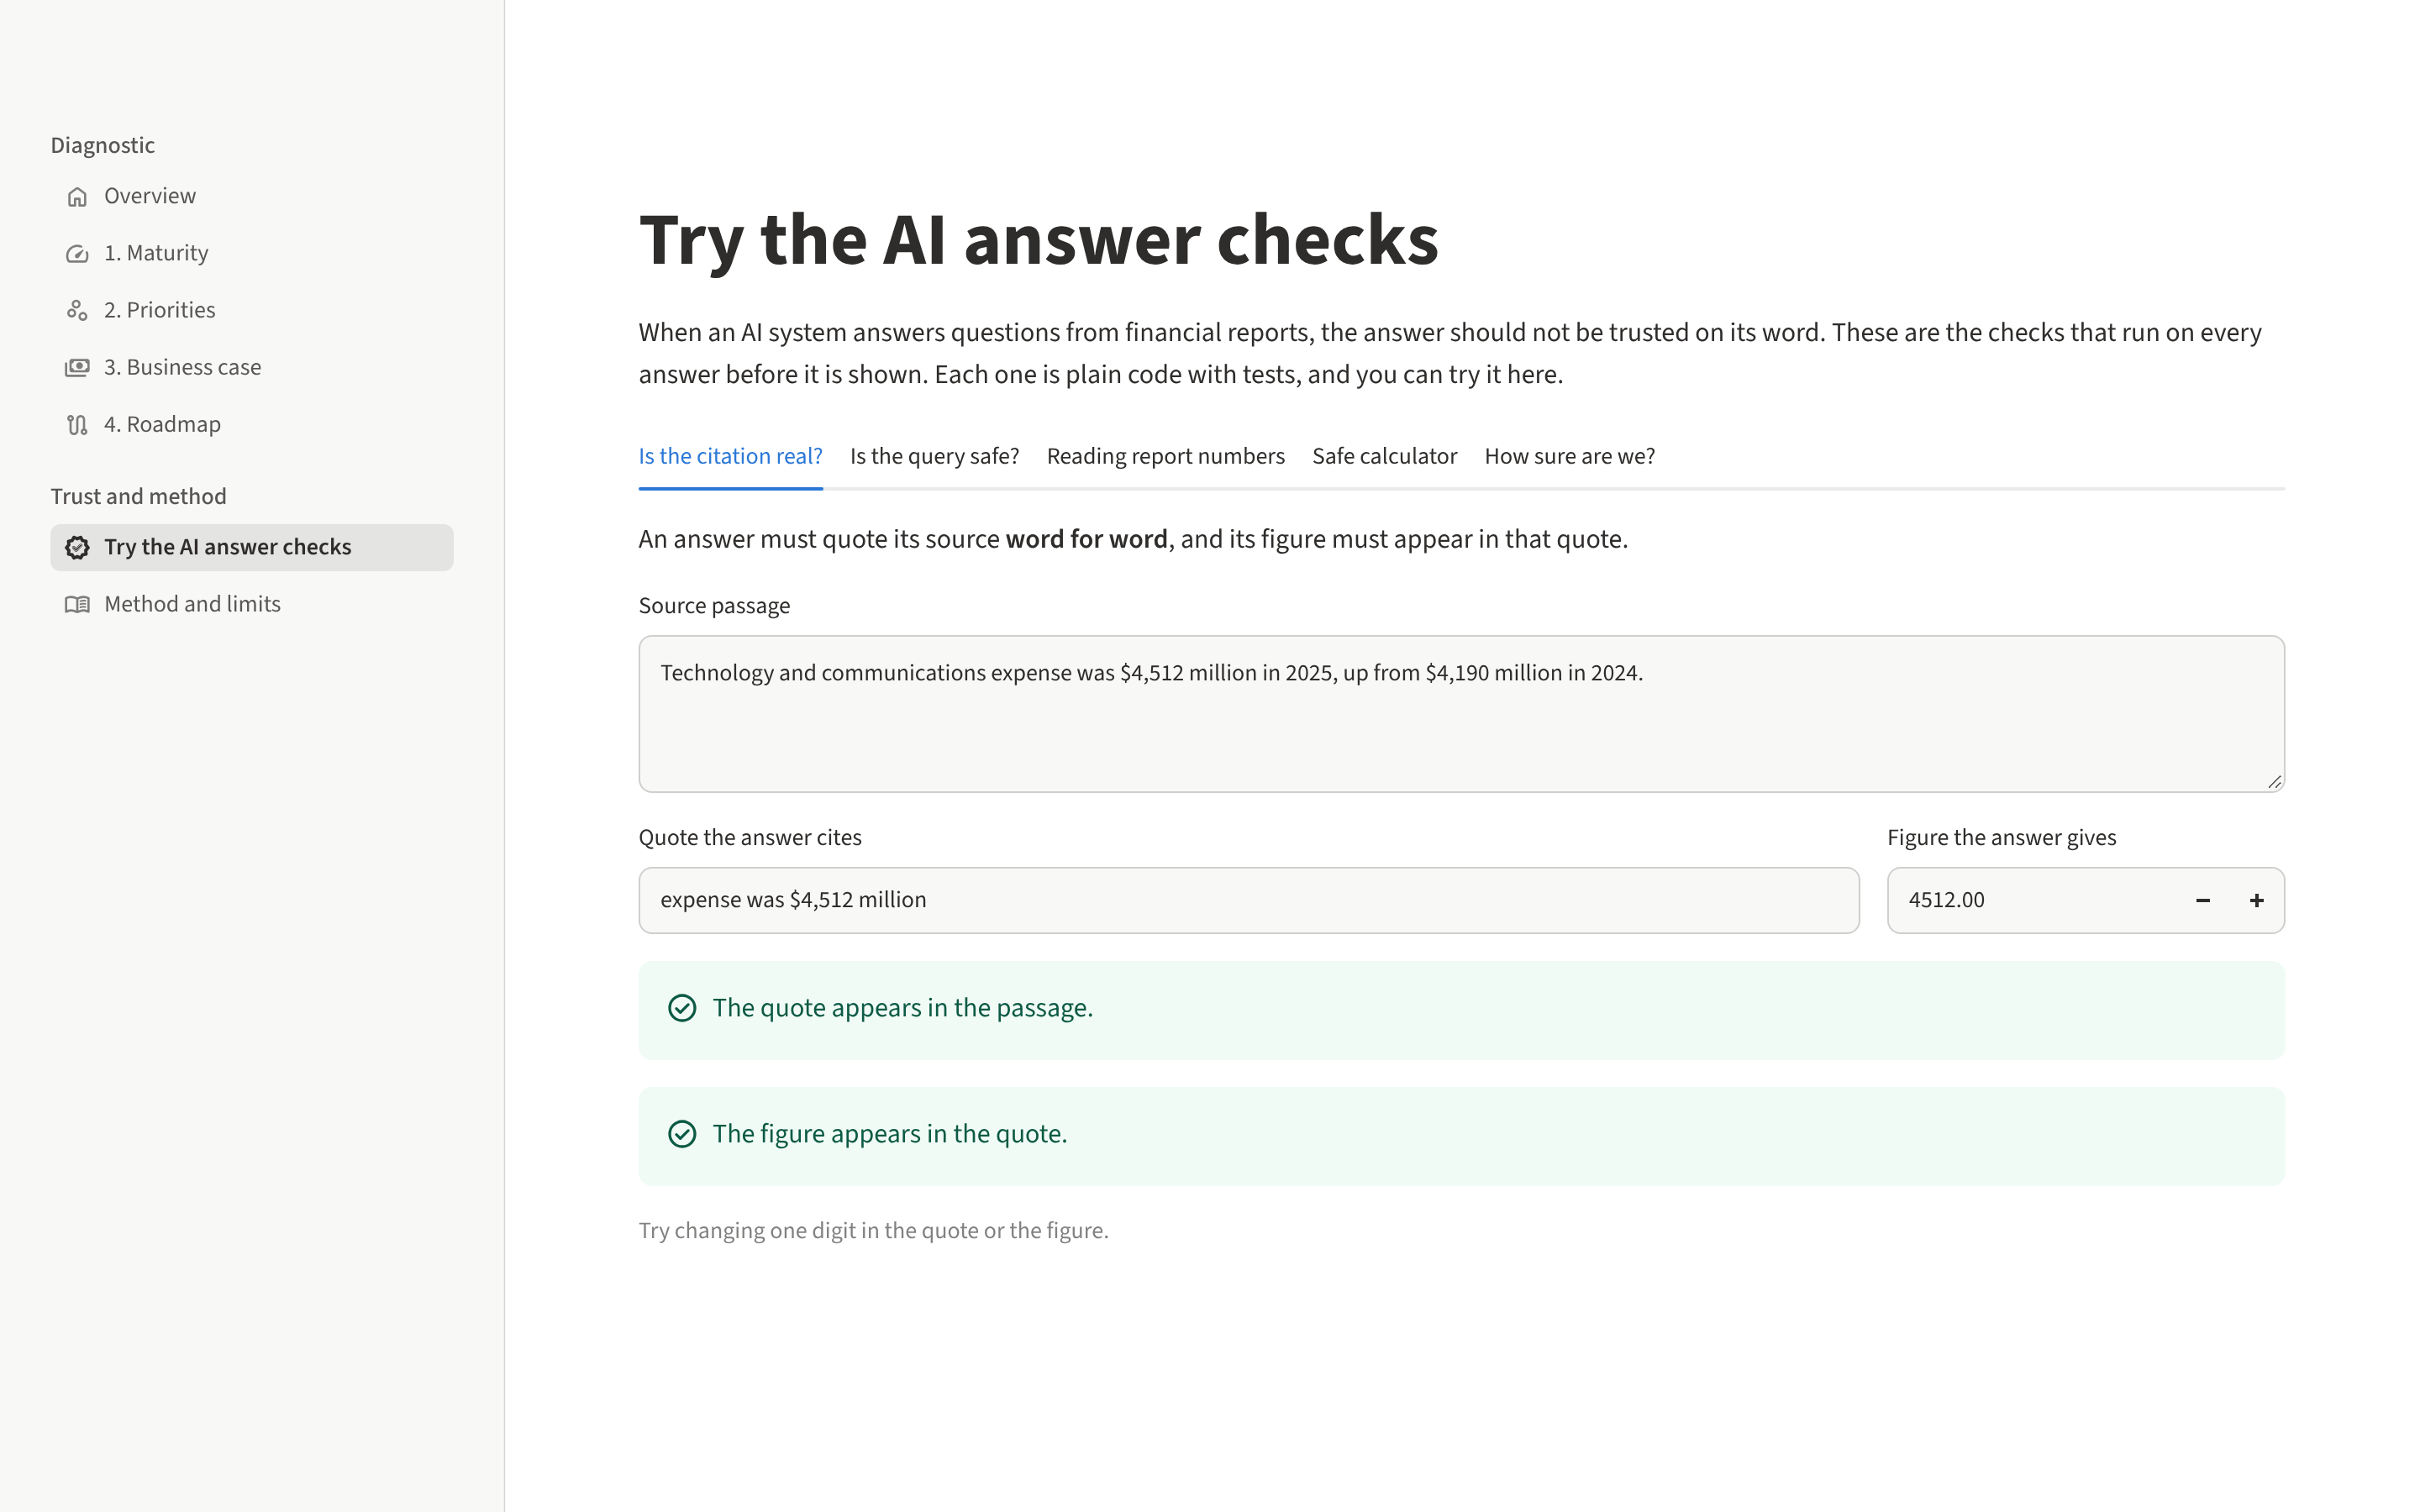 Diagnostic
Overview
1. Maturity
2. Priorities
3. Business case
4. Roadmap
Trust and method
Try the AI answer checks
Method and limits
Try the AI answer checks
When an AI system answers questions from financial reports, the answer should not be trusted on its word. These are the checks that run on every
answer before it is shown. Each one is plain code with tests, and you can try it here.
Is the citation real? Is the query safe? Reading report numbers Safe calculator How sure are we?
An answer must quote its source word for word, and its figure must appear in that quote.
Source passage
Technology and communications expense was $4,512 million in 2025, up from $4,190 million in 2024.
Quote the answer cites Figure the answer gives
expense was $4,512 million 4512.00
The quote appears in the passage.
The figure appears in the quote.
Try changing one digit in the quote or the figure.